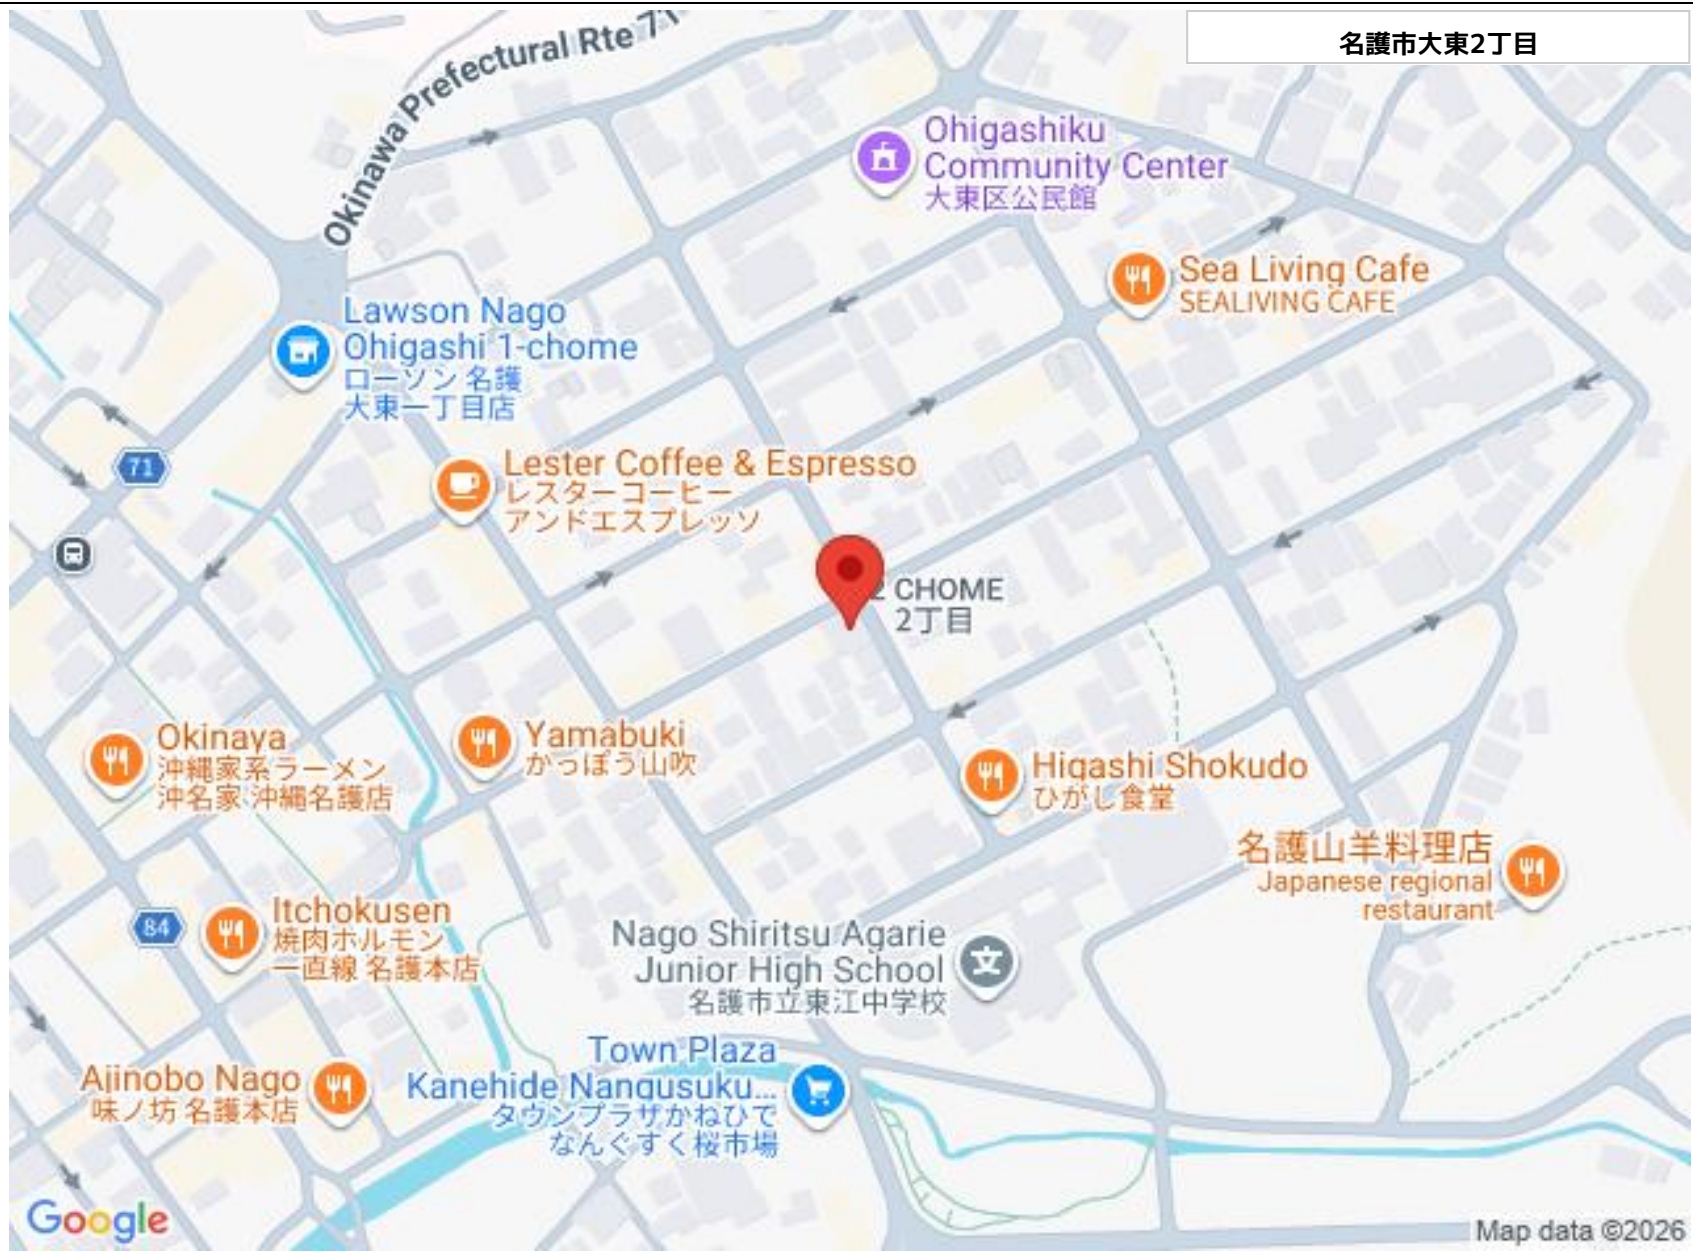 名護市大東2丁目
Okinawa Prefectural Rte 71
Ohigashiku
Community Center
大東区公民館
Sea Living Cafe
SEALIVING CAFE
Lawson Nago
Ohigashi 1-chome
ローソン 名護
大東一丁目店
71
Lester Coffee & Espresso
レスターコーヒー
アンドエスプレッソ
2 CHOME
2丁目
Okinaya
沖縄家系ラーメン
沖名家 沖縄名護店
Yamabuki
かっぽう山吹
Higashi Shokudo
ひがし食堂
名護山羊料理店
Japanese regional
restaurant
84
Itchokusen
焼肉ホルモン
一直線 名護本店
Nago Shiritsu Agarie
Junior High School
名護市立東江中学校
文
Town Plaza
Kanehide Nangusuku...
タウンプラザかねひで
なんぐすく桜市場
Ajinobo Nago
味ノ坊 名護本店
Google
Map data ©2026